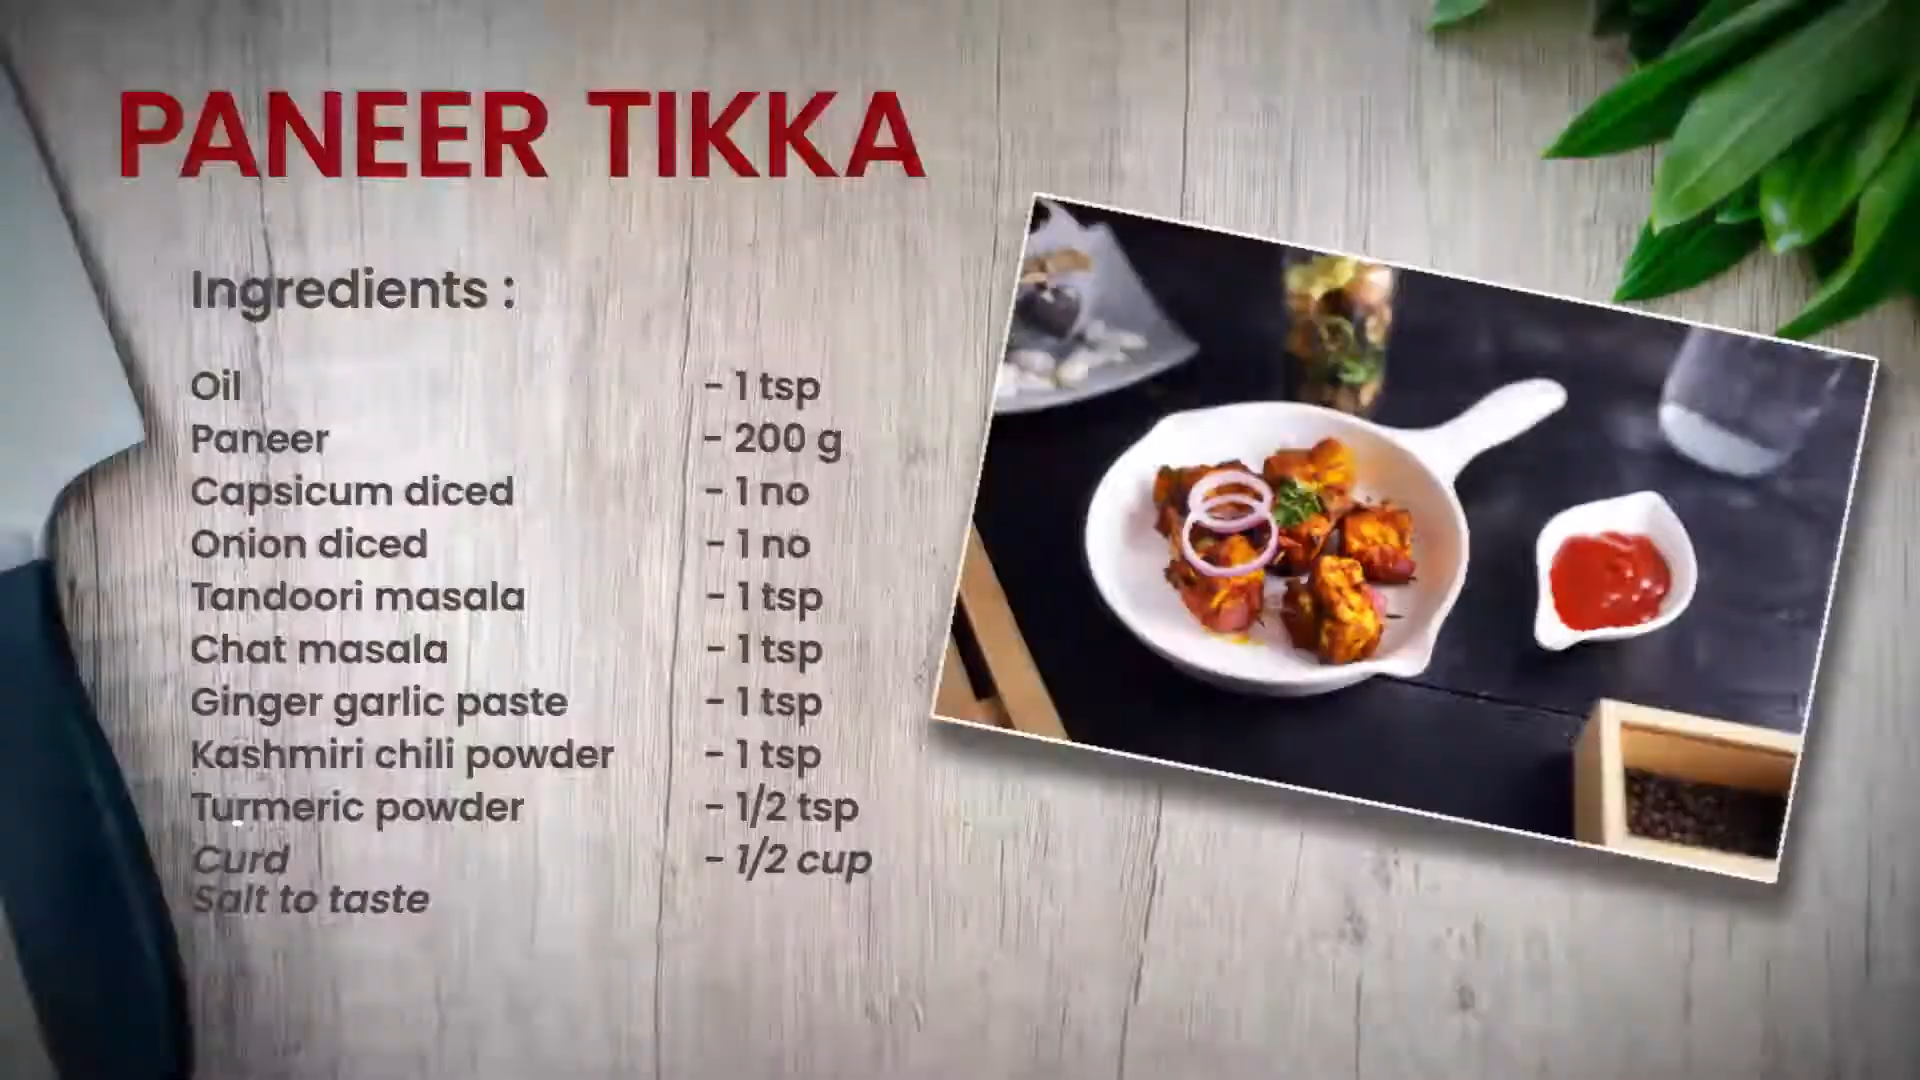 PANEER TIKKA
Ingredients :
Oil - 1 tsp
Paneer - 200 g
Capsicum diced - 1 no
Onion diced - 1 no
Tandoori masala - 1 tsp
Chat masala - 1 tsp
Ginger garlic paste - 1 tsp
Kashmiri chili powder - 1 tsp
Turmeric powder - 1/2 tsp
Curd - 1/2 cup
Salt to taste